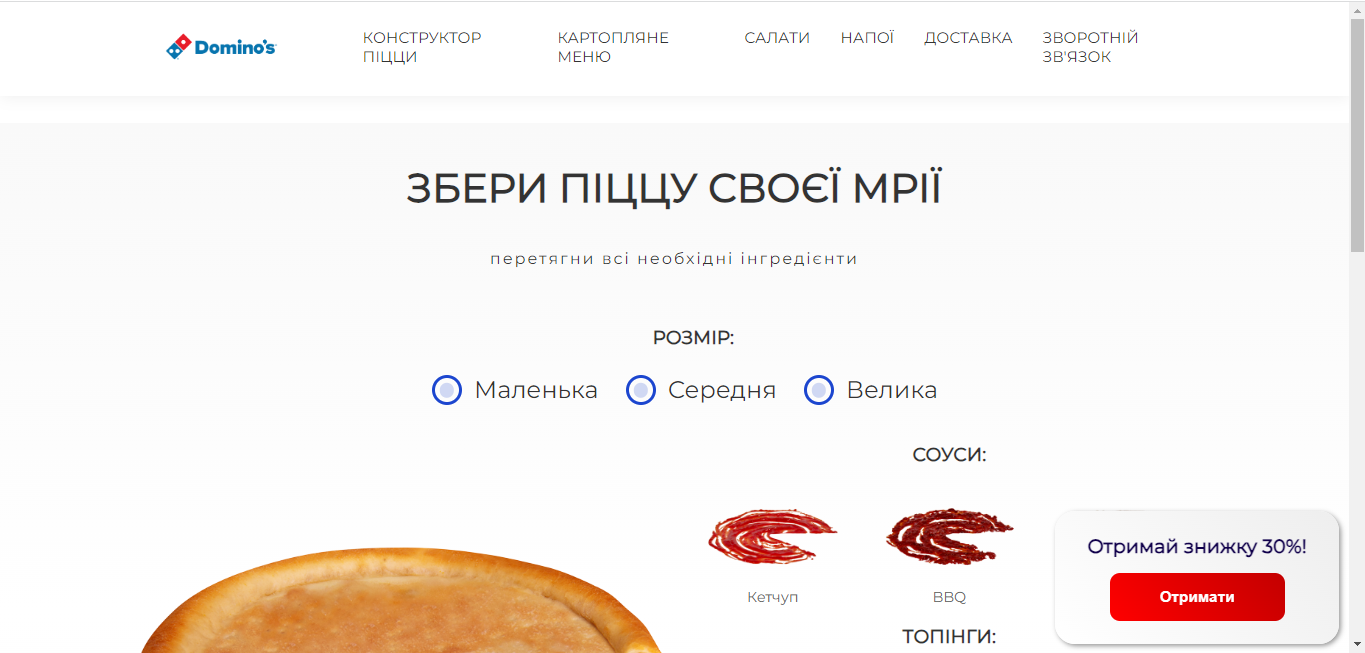 Domino's
КОНСТРУКТОР
ПІЦЦИ
КАРТОПЛЯНЕ
МЕНЮ
САЛАТИ
НАПОЇ
ДОСТАВКА
ЗВОРОТНІЙ
ЗВ'ЯЗОК
ЗБЕРИ ПІЦЦУ СВОЄЇ МРІЇ
перетягни всі необхідні інгредієнти
РОЗМІР:
Маленька
Середня
Велика
СОУСИ:
Кетчуп
BBQ
ТОПІНГИ:
Отримай знижку 30%!
Отримати